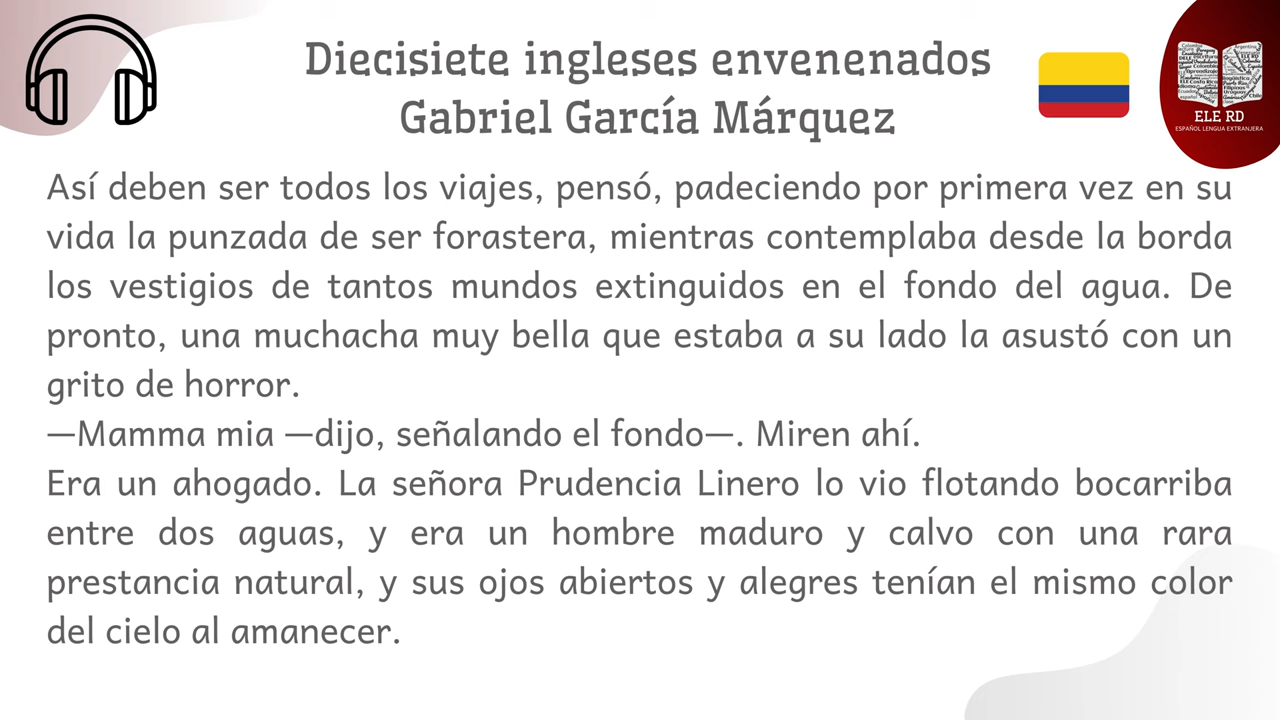 Diecisiete ingleses envenenados
Gabriel García Márquez
ELE RD
ESPAÑOL LENGUA EXTRANJERA
Así deben ser todos los viajes, pensó, padeciendo por primera vez en su
vida la punzada de ser forastera, mientras contemplaba desde la borda
los vestigios de tantos mundos extinguidos en el fondo del agua. De
pronto, una muchacha muy bella que estaba a su lado la asustó con un
grito de horror.
—Mamma mia —dijo, señalando el fondo—. Miren ahí.
Era un ahogado. La señora Prudencia Linero lo vio flotando bocarriba
entre dos aguas, y era un hombre maduro y calvo con una rara
prestancia natural, y sus ojos abiertos y alegres tenían el mismo color
del cielo al amanecer.